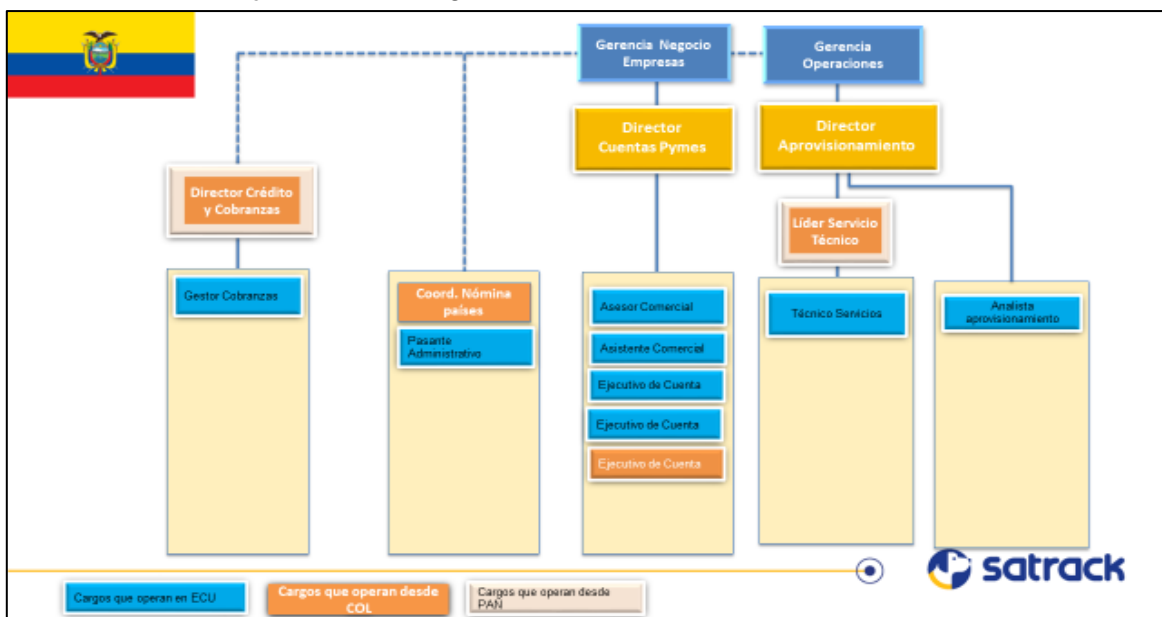 Gerencia Negocio
Empresas
Gerencia
Operaciones
Director
Cuentas Pymes
Director
Aprovisionamiento
Director Crédito
y Cobranzas
Líder Servicio
Técnico
Gestor Cobranzas
Coord. Nómina
países
Pasante
Administrativo
Asesor Comercial
Asistente Comercial
Ejecutivo de Cuenta
Ejecutivo de Cuenta
Ejecutivo de Cuenta
Técnico Servicios
Analista
aprovisionamiento
satrack
Cargos que operan en ECU
Cargos que operan desde
COL
Cargos que operan desde
PAN